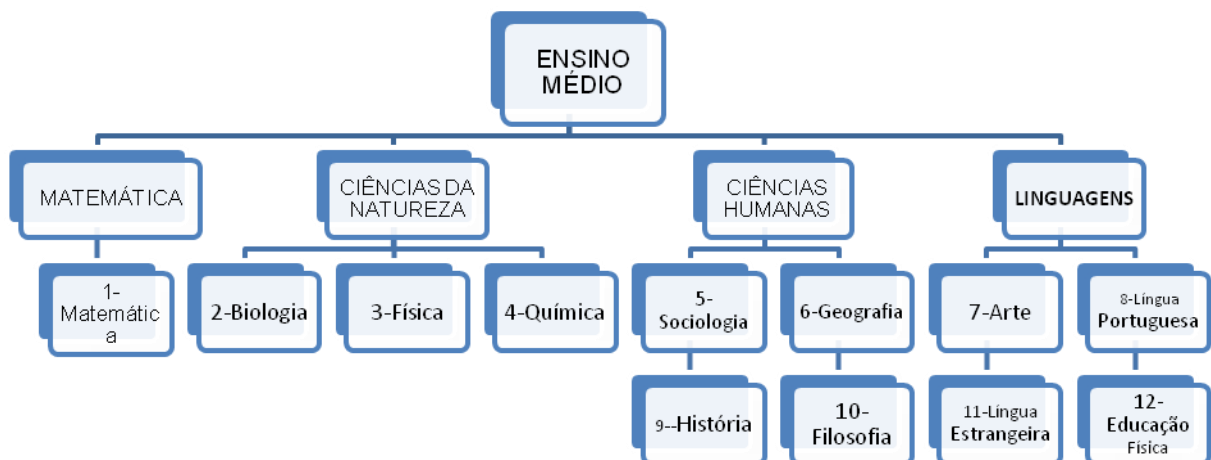 ENSINO
MÉDIO
MATEMÁTICA
CIÊNCIAS DA
NATUREZA
CIÊNCIAS
HUMANAS
LINGUAGENS
1-
Matemátic
a
2-Biologia
3-Física
4-Química
5-
Sociologia
6-Geografia
7-Arte
8-Língua
Portuguesa
9--História
10-
Filosofia
11-Língua
Estrangeira
12-
Educação
Física